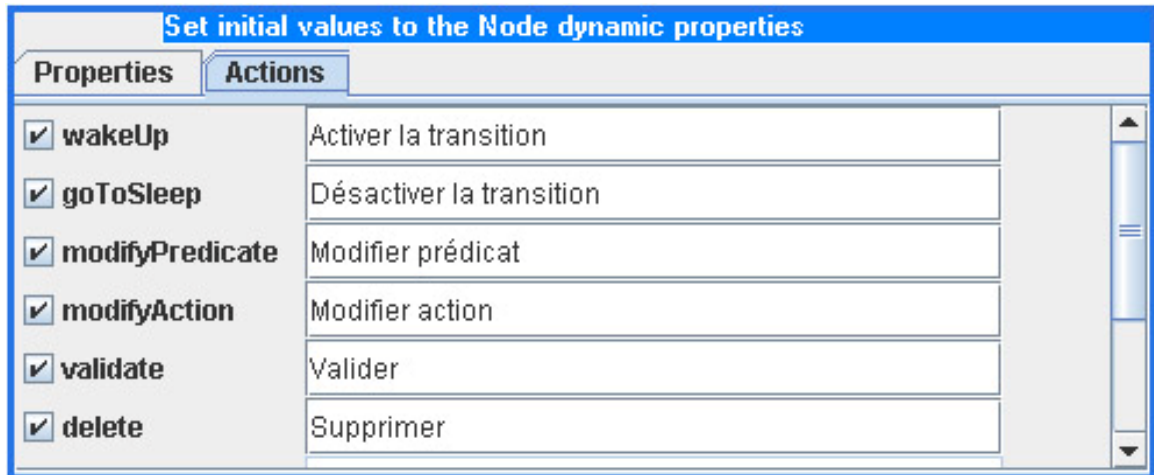 Set initial values to the Node dynamic properties
Properties Actions
wakeUp Activer la transition
goToSleep Désactiver la transition
modifyPredicate Modifier prédicat
modifyAction Modifier action
validate Valider
delete Supprimer